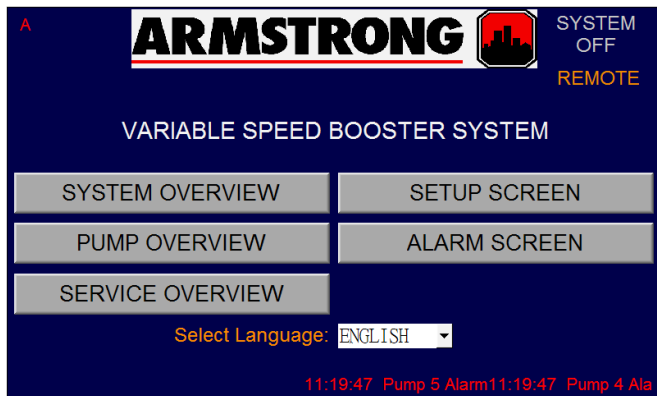 A
ARMSTRONG
SYSTEM
OFF
REMOTE
VARIABLE SPEED BOOSTER SYSTEM
SYSTEM OVERVIEW
SETUP SCREEN
PUMP OVERVIEW
ALARM SCREEN
SERVICE OVERVIEW
Select Language: ENGLISH
11:19:47 Pump 5 Alarm11:19:47 Pump 4 Ala